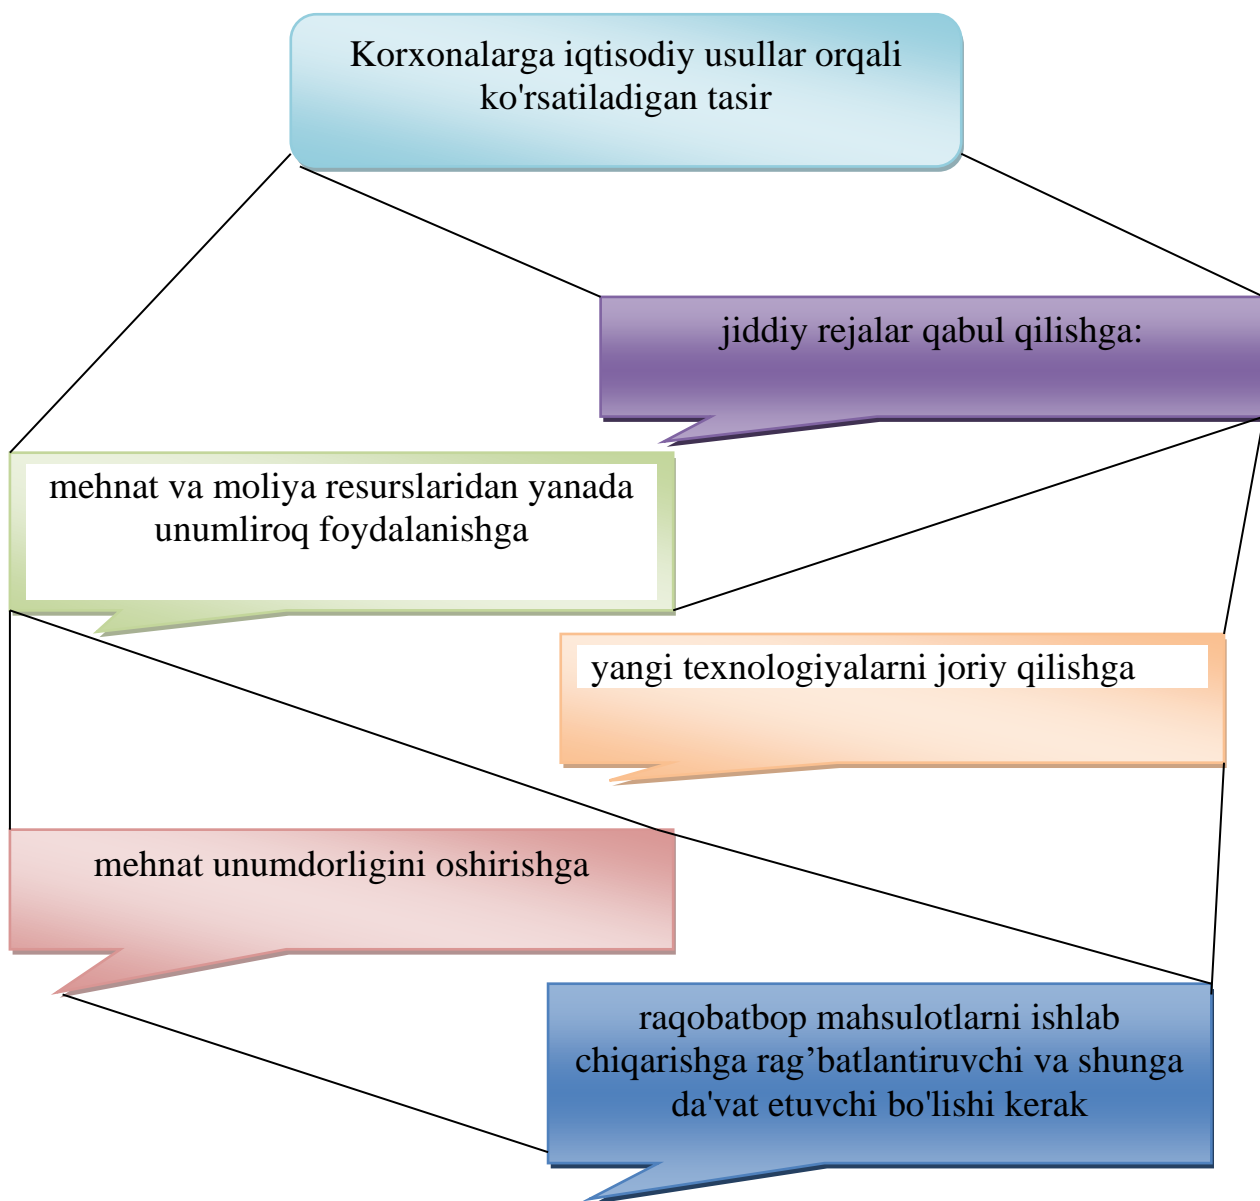 Korxonalarga iqtisodiy usullar orqali
ko'rsatiladigan tasir
jiddiy rejalar qabul qilishga:
mehnat va moliya resurslaridan yanada
unumliroq foydalanishga
yangi texnologiyalarni joriy qilishga
mehnat unumdorligini oshirishga
raqobatbop mahsulotlarni ishlab
chiqarishga rag’batlantiruvchi va shunga
da'vat etuvchi bo'lishi kerak